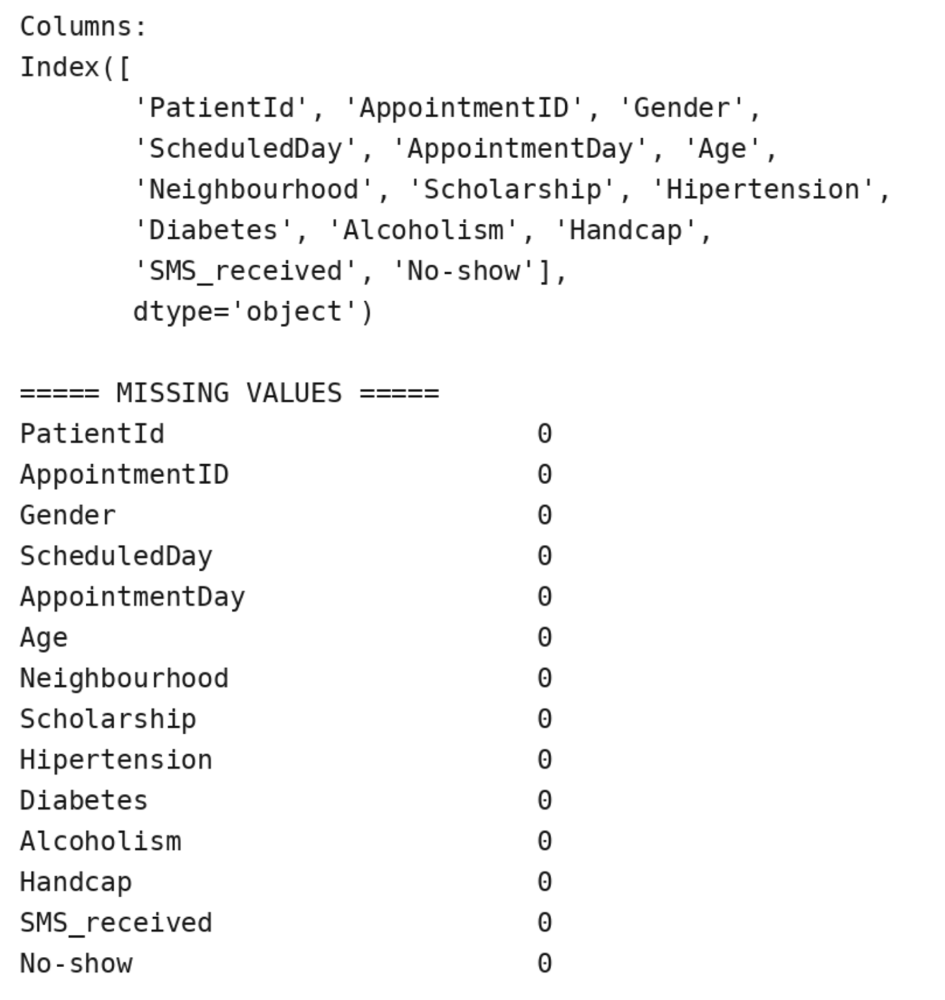 Columns:
Index([
'PatientId', 'AppointmentID', 'Gender',
'ScheduledDay', 'AppointmentDay', 'Age',
'Neighbourhood', 'Scholarship', 'Hipertension',
'Diabetes', 'Alcoholism', 'Handcap',
'SMS_received', 'No-show'],
dtype='object')
===== MISSING VALUES =====
PatientId 0
AppointmentID 0
Gender 0
ScheduledDay 0
AppointmentDay 0
Age 0
Neighbourhood 0
Scholarship 0
Hipertension 0
Diabetes 0
Alcoholism 0
Handcap 0
SMS_received 0
No-show 0